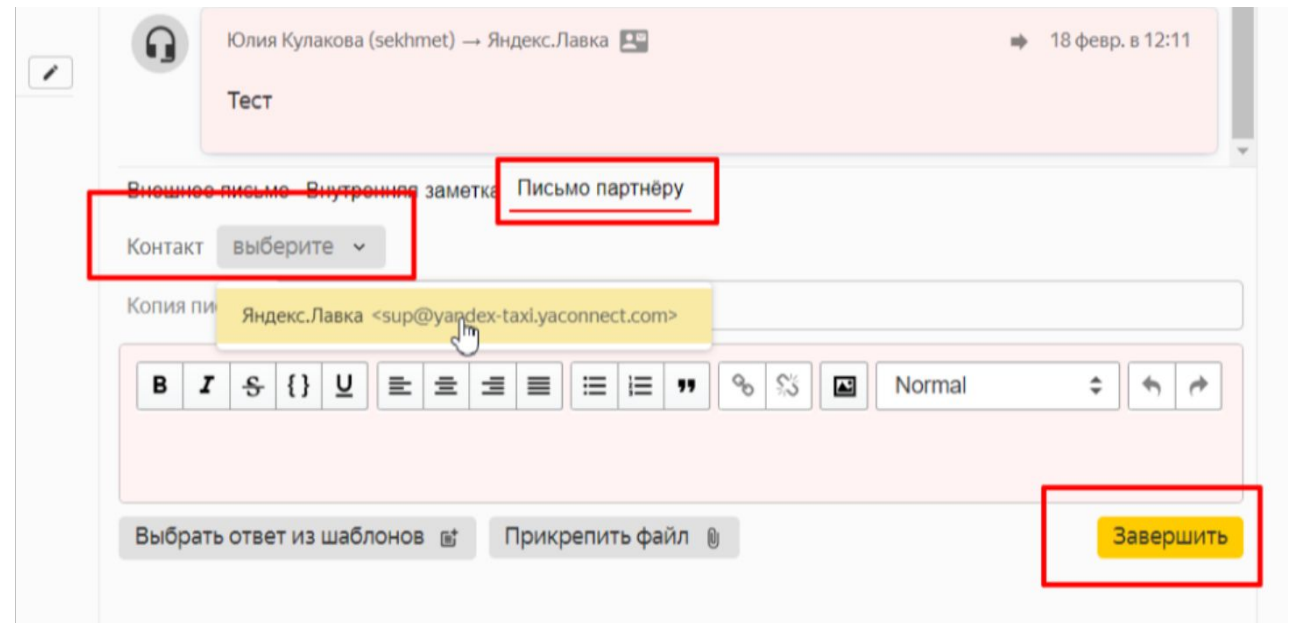 Юлия Кулакова (sekhmet) → Яндекс.Лавка
18 февр. в 12:11
Тест
Внешнее письмо Внутренняя заметка Письмо партнёру
Контакт выберите
Копия
Яндекс.Лавка <sup@yandex-taxi.yaconnect.com>
B I S {} U Normal
Выбрать ответ из шаблонов Прикрепить файл Завершить